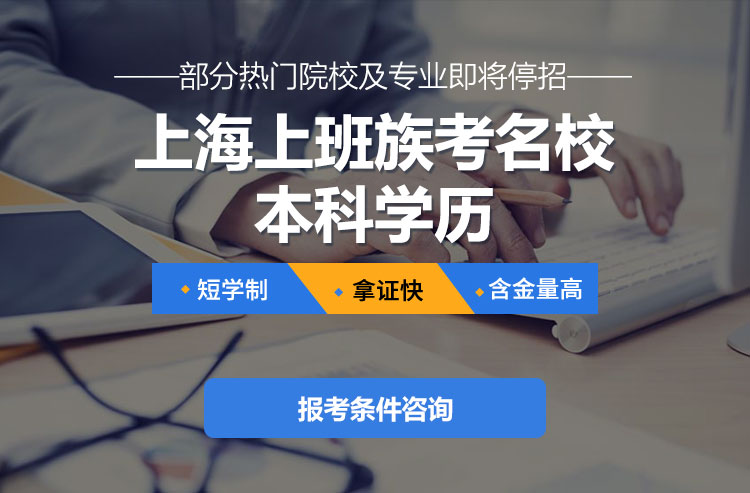 部分热门院校及专业即将停招
上海上班族考名校
本科学历
短学制 拿证快 含金量高
报考条件咨询